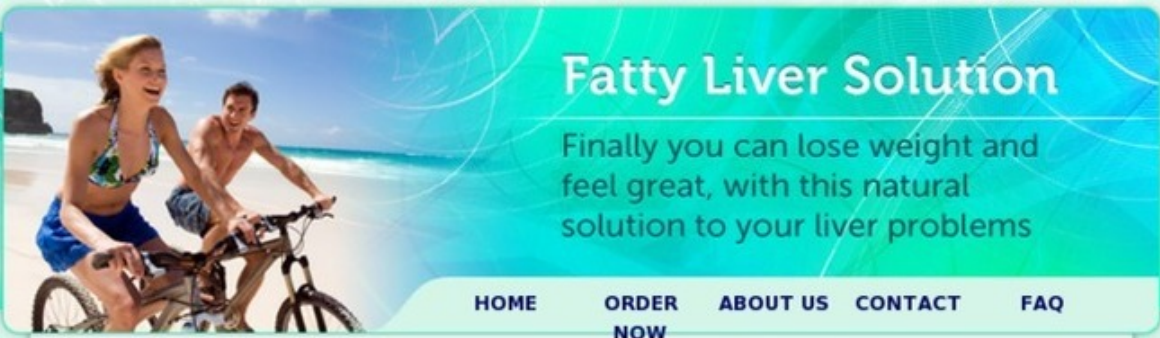 Fatty Liver Solution
Finally you can lose weight and
feel great, with this natural
solution to your liver problems
HOME ORDER ABOUT US CONTACT FAQ
NOW